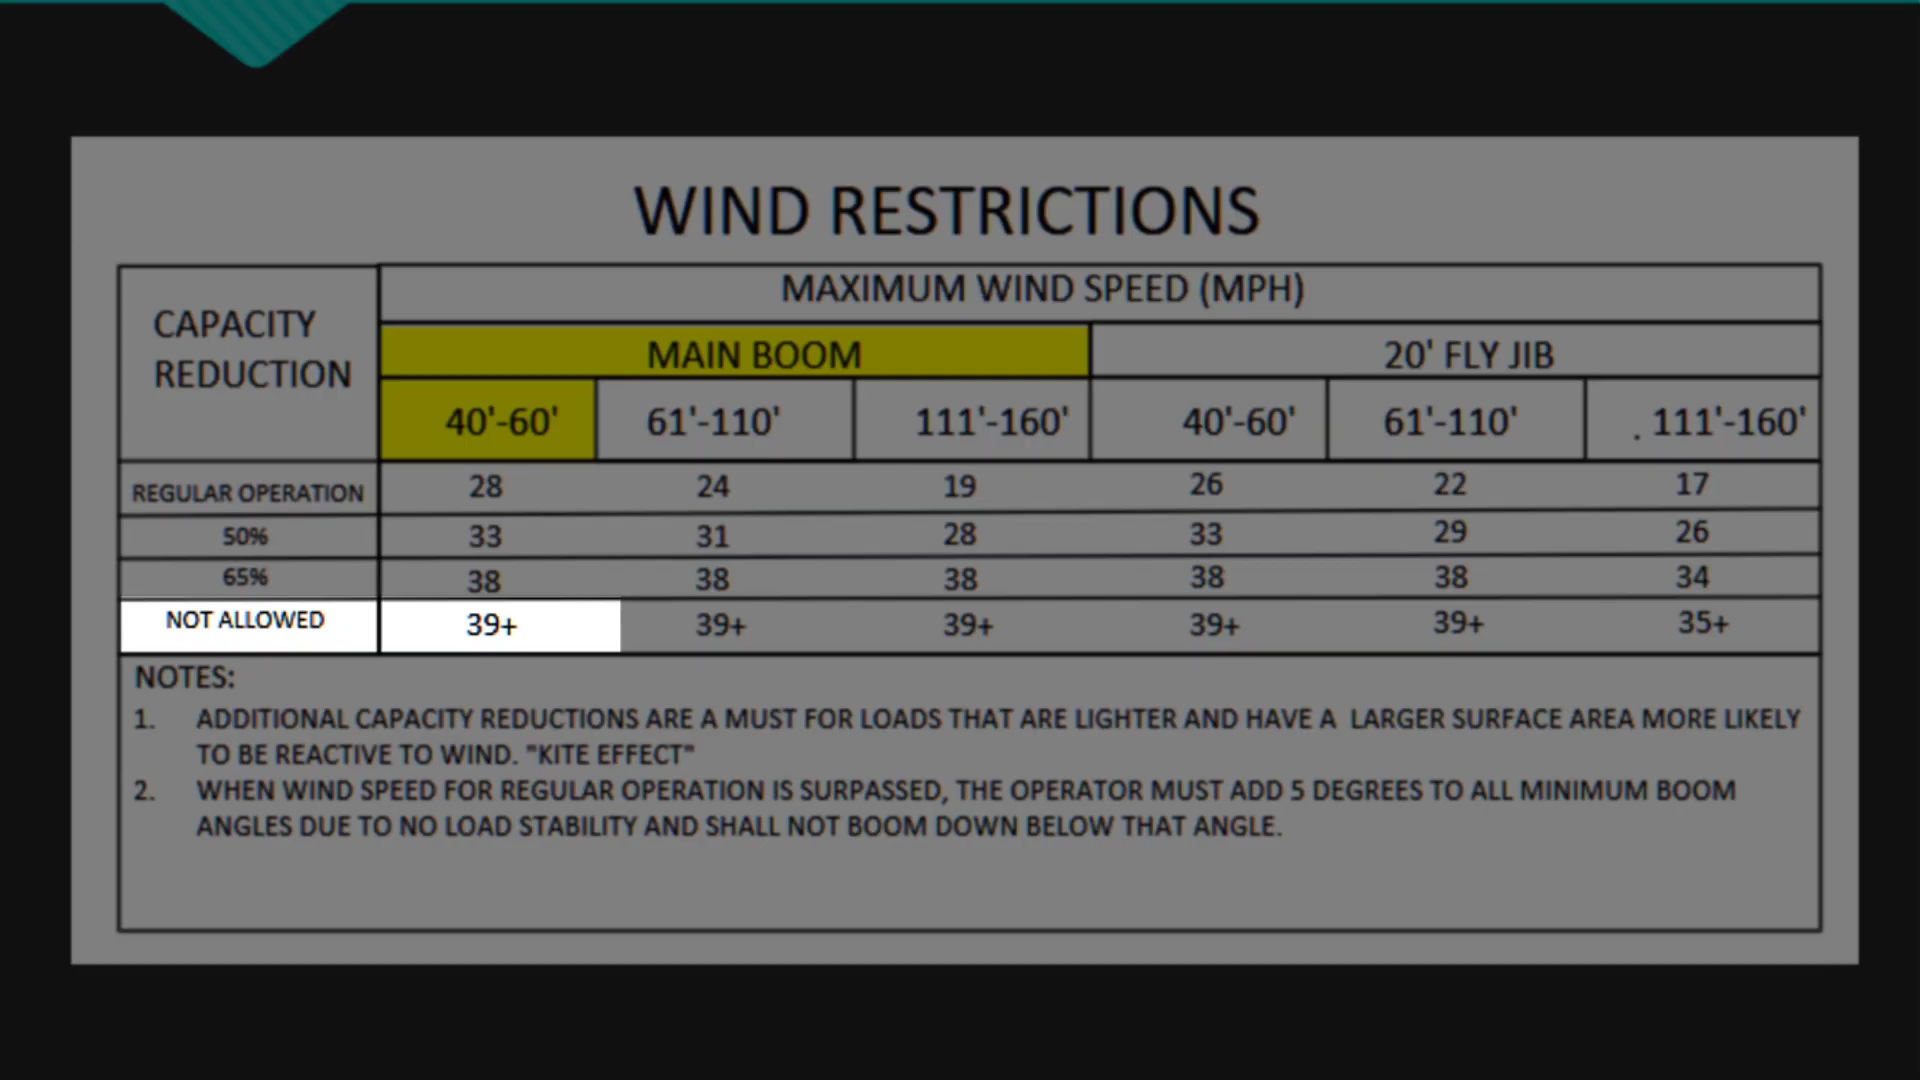 WIND RESTRICTIONS
CAPACITY
REDUCTION
MAXIMUM WIND SPEED (MPH)
MAIN BOOM 20' FLY JIB
40'-60' 61'-110' 111'-160' 40'-60' 61'-110' . 111'-160'
REGULAR OPERATION 28 24 19 26 22 17
50% 33 31 28 33 29 26
65% 38 38 38 38 38 34
NOT ALLOWED 39+ 39+ 39+ 39+ 39+ 35+
NOTES:
1. ADDITIONAL CAPACITY REDUCTIONS ARE A MUST FOR LOADS THAT ARE LIGHTER AND HAVE A LARGER SURFACE AREA MORE LIKELY
TO BE REACTIVE TO WIND. "KITE EFFECT"
2. WHEN WIND SPEED FOR REGULAR OPERATION IS SURPASSED, THE OPERATOR MUST ADD 5 DEGREES TO ALL MINIMUM BOOM
ANGLES DUE TO NO LOAD STABILITY AND SHALL NOT BOOM DOWN BELOW THAT ANGLE.